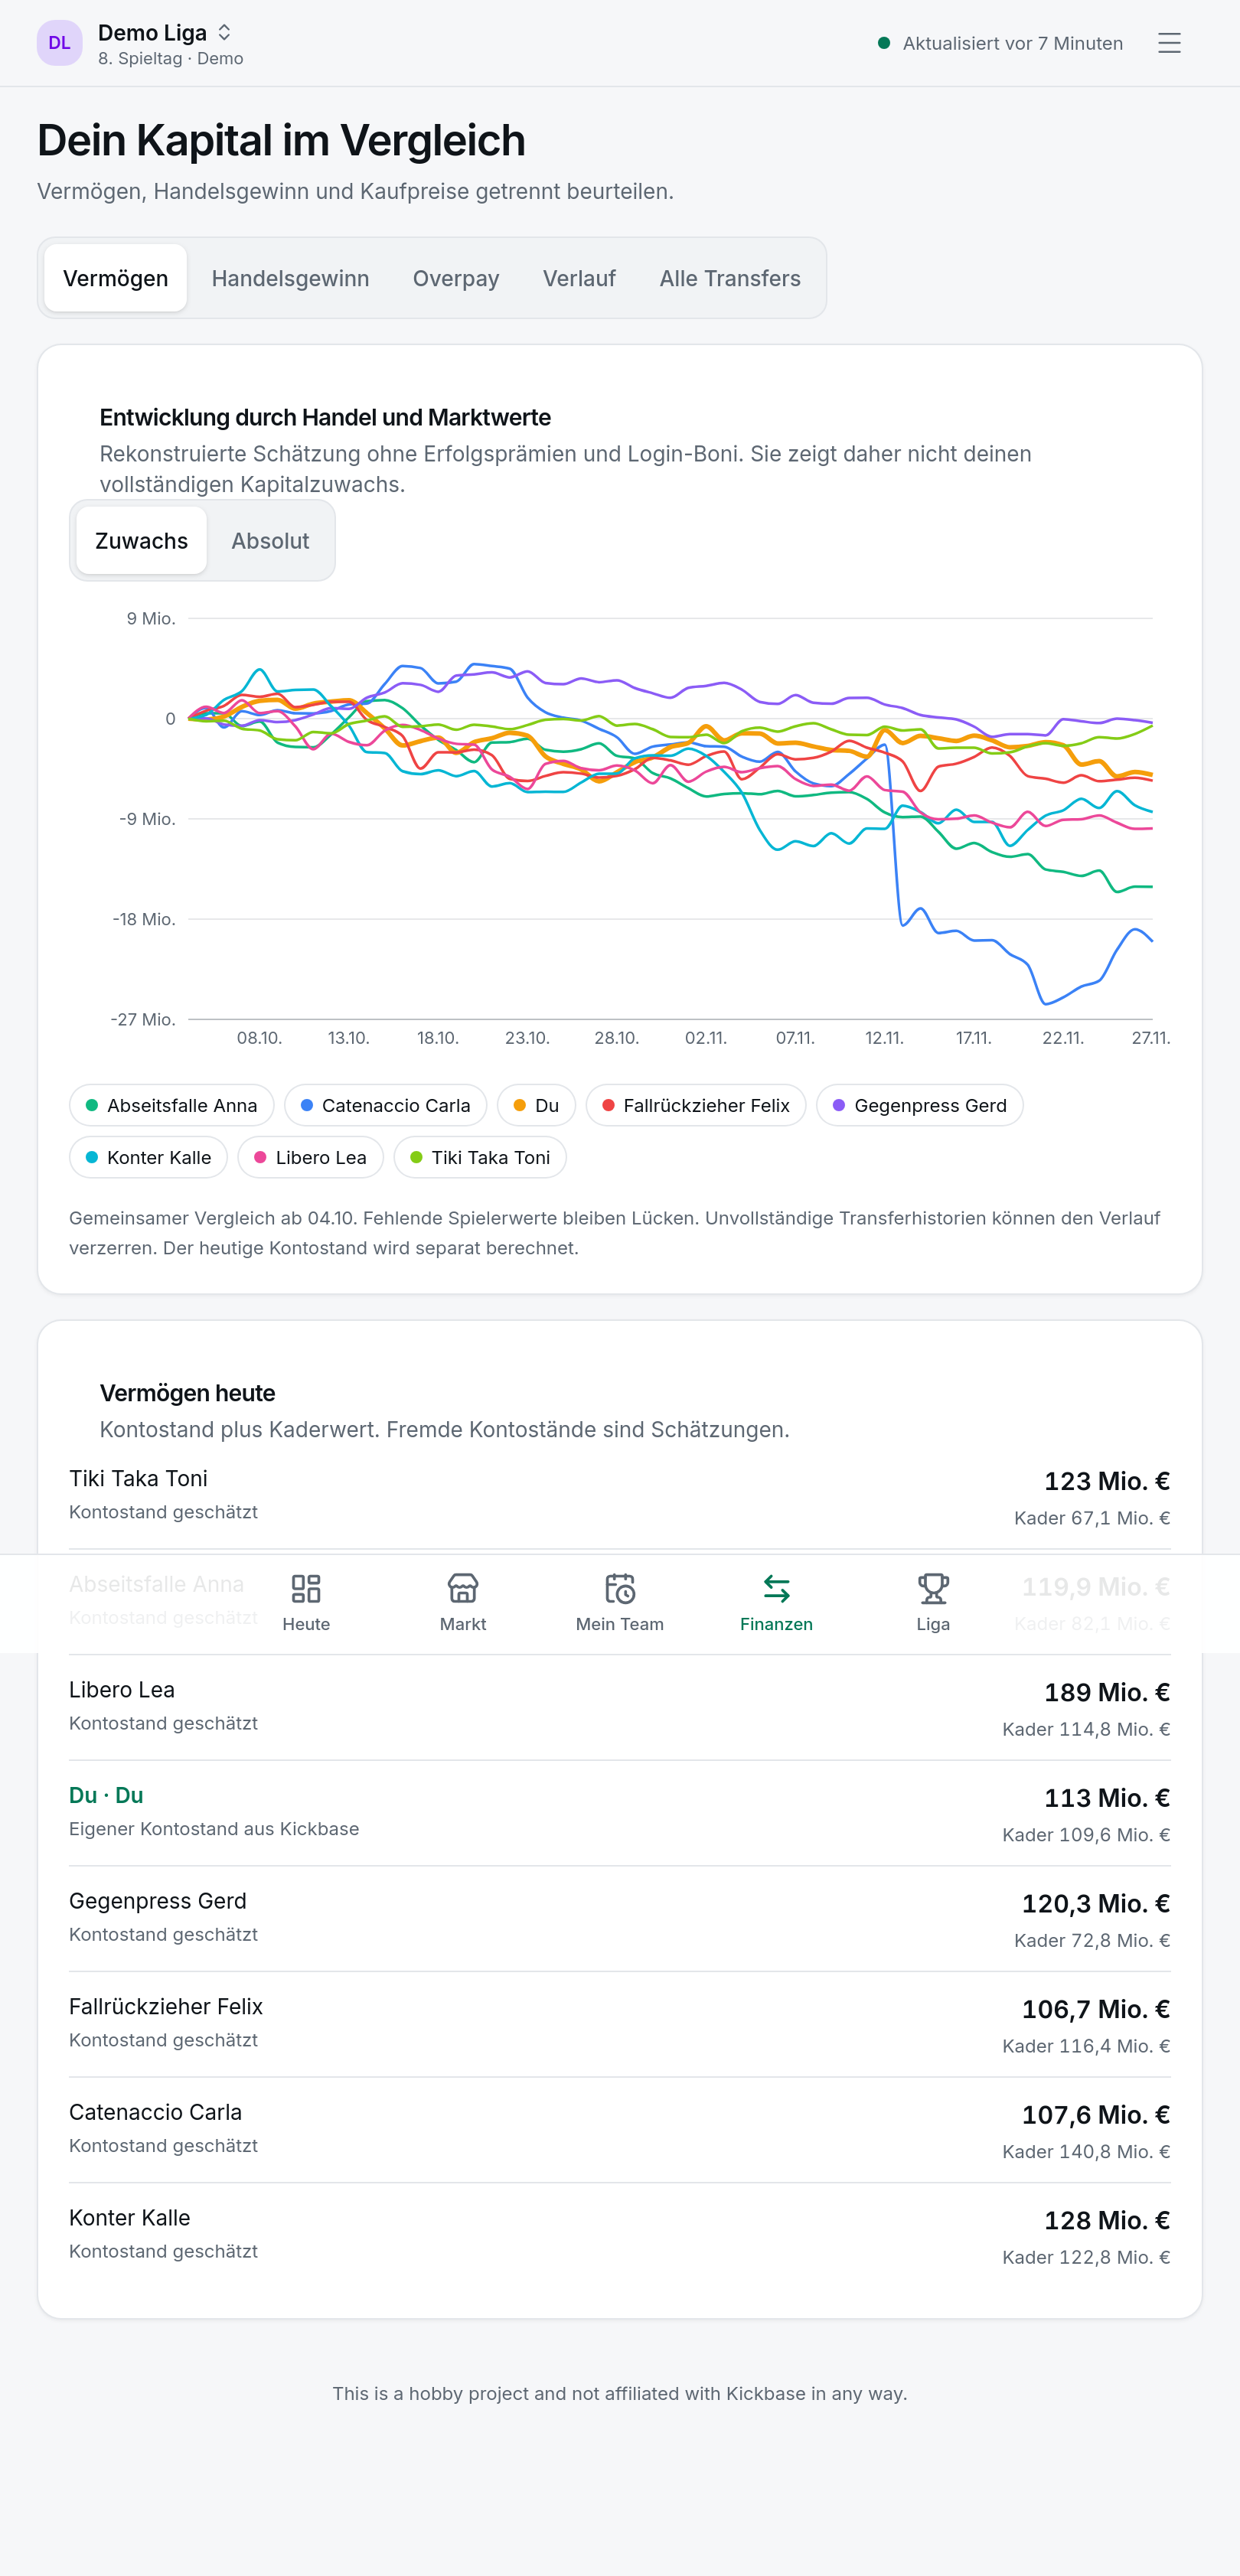 DL
Demo Liga
8. Spieltag · Demo
Aktualisiert vor 7 Minuten
Dein Kapital im Vergleich
Vermögen, Handelsgewinn und Kaufpreise getrennt beurteilen.
Vermögen Handelsgewinn Overpay Verlauf Alle Transfers
Entwicklung durch Handel und Marktwerte
Rekonstruierte Schätzung ohne Erfolgsprämien und Login-Boni. Sie zeigt daher nicht deinen
vollständigen Kapitalzuwachs.
Zuwachs Absolut
9 Mio.
0
-9 Mio.
-18 Mio.
-27 Mio.
08.10. 13.10. 18.10. 23.10. 28.10. 02.11. 07.11. 12.11. 17.11. 22.11. 27.11.
Abseitsfalle Anna Catenaccio Carla Du Fallrückzieher Felix Gegenpress Gerd
Konter Kalle Libero Lea Tiki Taka Toni
Gemeinsamer Vergleich ab 04.10. Fehlende Spielerwerte bleiben Lücken. Unvollständige Transferhistorien können den Verlauf
verzerren. Der heutige Kontostand wird separat berechnet.
Vermögen heute
Kontostand plus Kaderwert. Fremde Kontostände sind Schätzungen.
Tiki Taka Toni 123 Mio. €
Kontostand geschätzt Kader 67,1 Mio. €
Abseitsfalle Anna 119,9 Mio. €
Kontostand geschätzt Kader 82,1 Mio. €
Heute Markt Mein Team Finanzen Liga
Libero Lea 189 Mio. €
Kontostand geschätzt Kader 114,8 Mio. €
Du · Du 113 Mio. €
Eigener Kontostand aus Kickbase Kader 109,6 Mio. €
Gegenpress Gerd 120,3 Mio. €
Kontostand geschätzt Kader 72,8 Mio. €
Fallrückzieher Felix 106,7 Mio. €
Kontostand geschätzt Kader 116,4 Mio. €
Catenaccio Carla 107,6 Mio. €
Kontostand geschätzt Kader 140,8 Mio. €
Konter Kalle 128 Mio. €
Kontostand geschätzt Kader 122,8 Mio. €
This is a hobby project and not affiliated with Kickbase in any way.